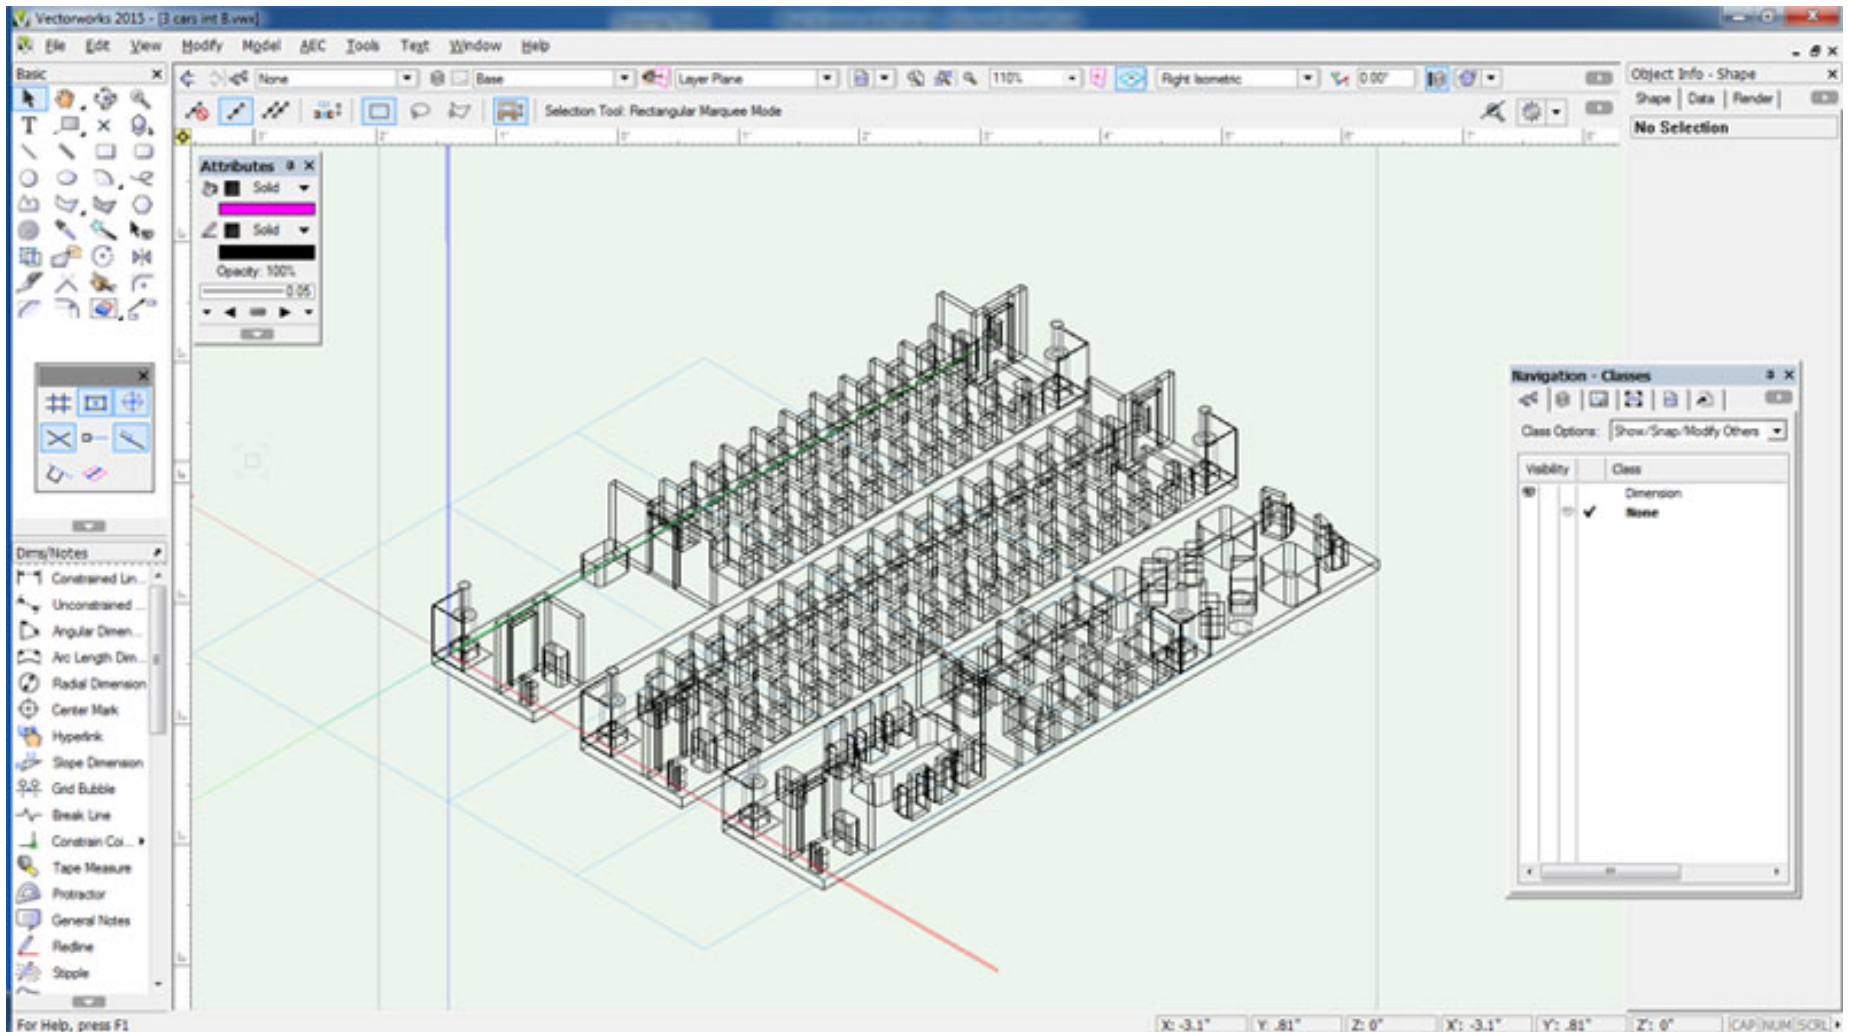 Vectorworks 2015 - [3 cars int B.vwx]
File Edit View Modify Model AEC Tools Text Window Help
Basic
None
Base
Layer Plane
110%
Right Isometric
0.00°
Selection Tool: Rectangular Marquee Mode
Object Info - Shape
Shape Data Render
No Selection
Attributes
Solid
Solid
Opacity: 100%
0.05
Navigation - Classes
Class Options: Show/Snap/Modify Others
Visibility Class
Dimension
None
Dims/Notes
Constrained Lin...
Unconstrained ...
Angular Dimen...
Arc Length Dim...
Radial Dimension
Center Mark
Hyperlink
Slope Dimension
Grid Bubble
Break Line
Constrain Coi...
Tape Measure
Protractor
General Notes
Redline
Stipple
For Help, press F1
X: -3.1" Y: .81" Z: 0" X': -3.1" Y': .81" Z': 0" CAP NUM SCRL